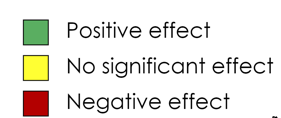 Positive effect
No significant effect
Negative effect